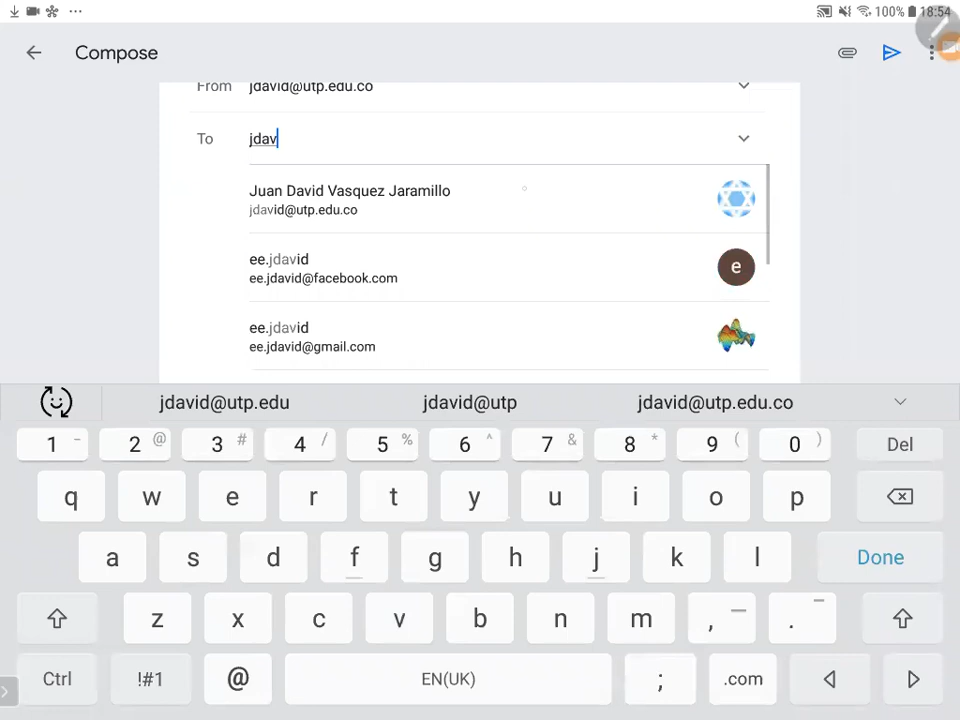 100% 18:54
Compose
From jdavid@utp.edu.co
To jdav
Juan David Vasquez Jaramillo
jdavid@utp.edu.co
ee.jdavid
ee.jdavid@facebook.com
e
ee.jdavid
ee.jdavid@gmail.com
jdavid@utp.edu jdavid@utp jdavid@utp.edu.co
1 - 2 @ 3 # 4 / 5 % 6 ^ 7 & 8 * 9 ( 0 ) Del
q w e r t y u i o p
a s d f g h j k l Done
z x c v b n m , .
Ctrl !#1 @ EN(UK) ; .com